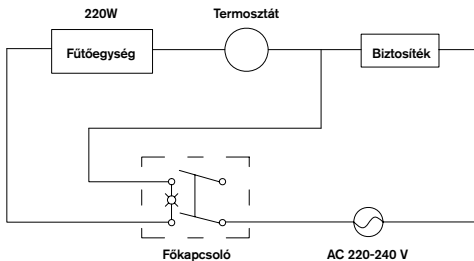 220W
Termosztát
Fűtőegység
Biztosíték
Főkapcsoló
AC 220-240 V